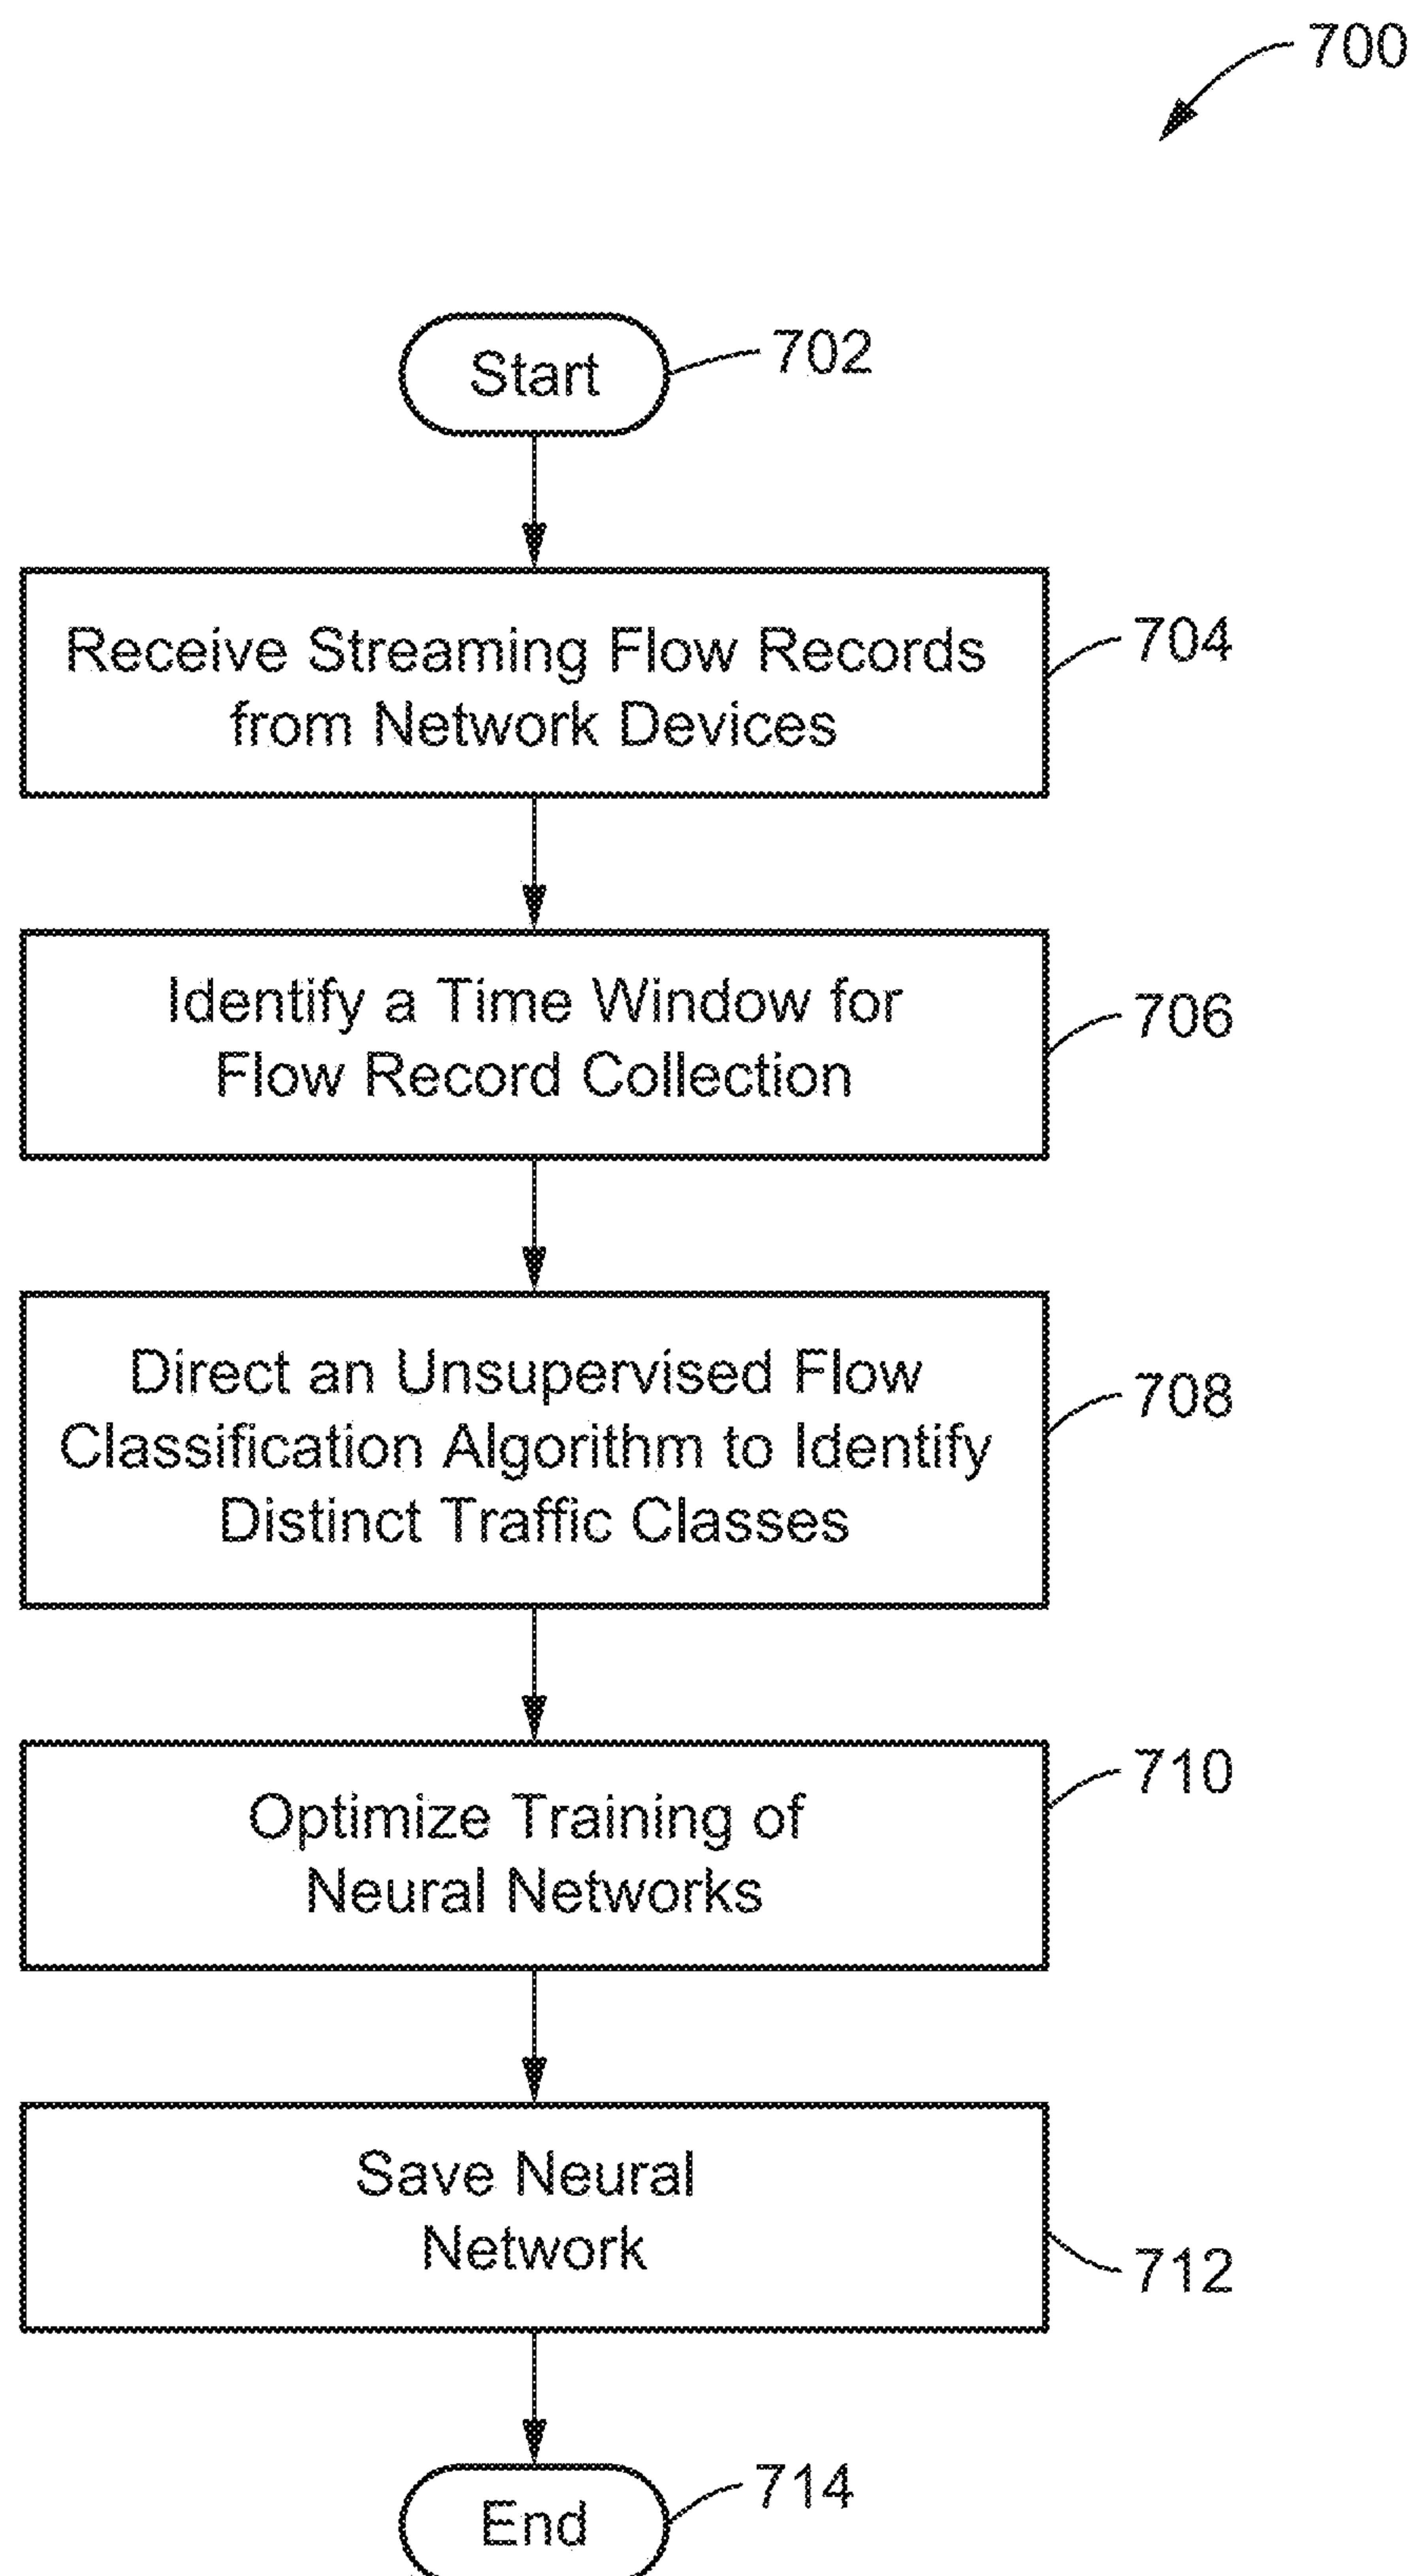 700
Start
702
Receive Streaming Flow Records
from Network Devices
704
Identify a Time Window for
Flow Record Collection
706
Direct an Unsupervised Flow
Classification Algorithm to Identify
Distinct Traffic Classes
708
Optimize Training of
Neural Networks
710
Save Neural
Network
712
End
714